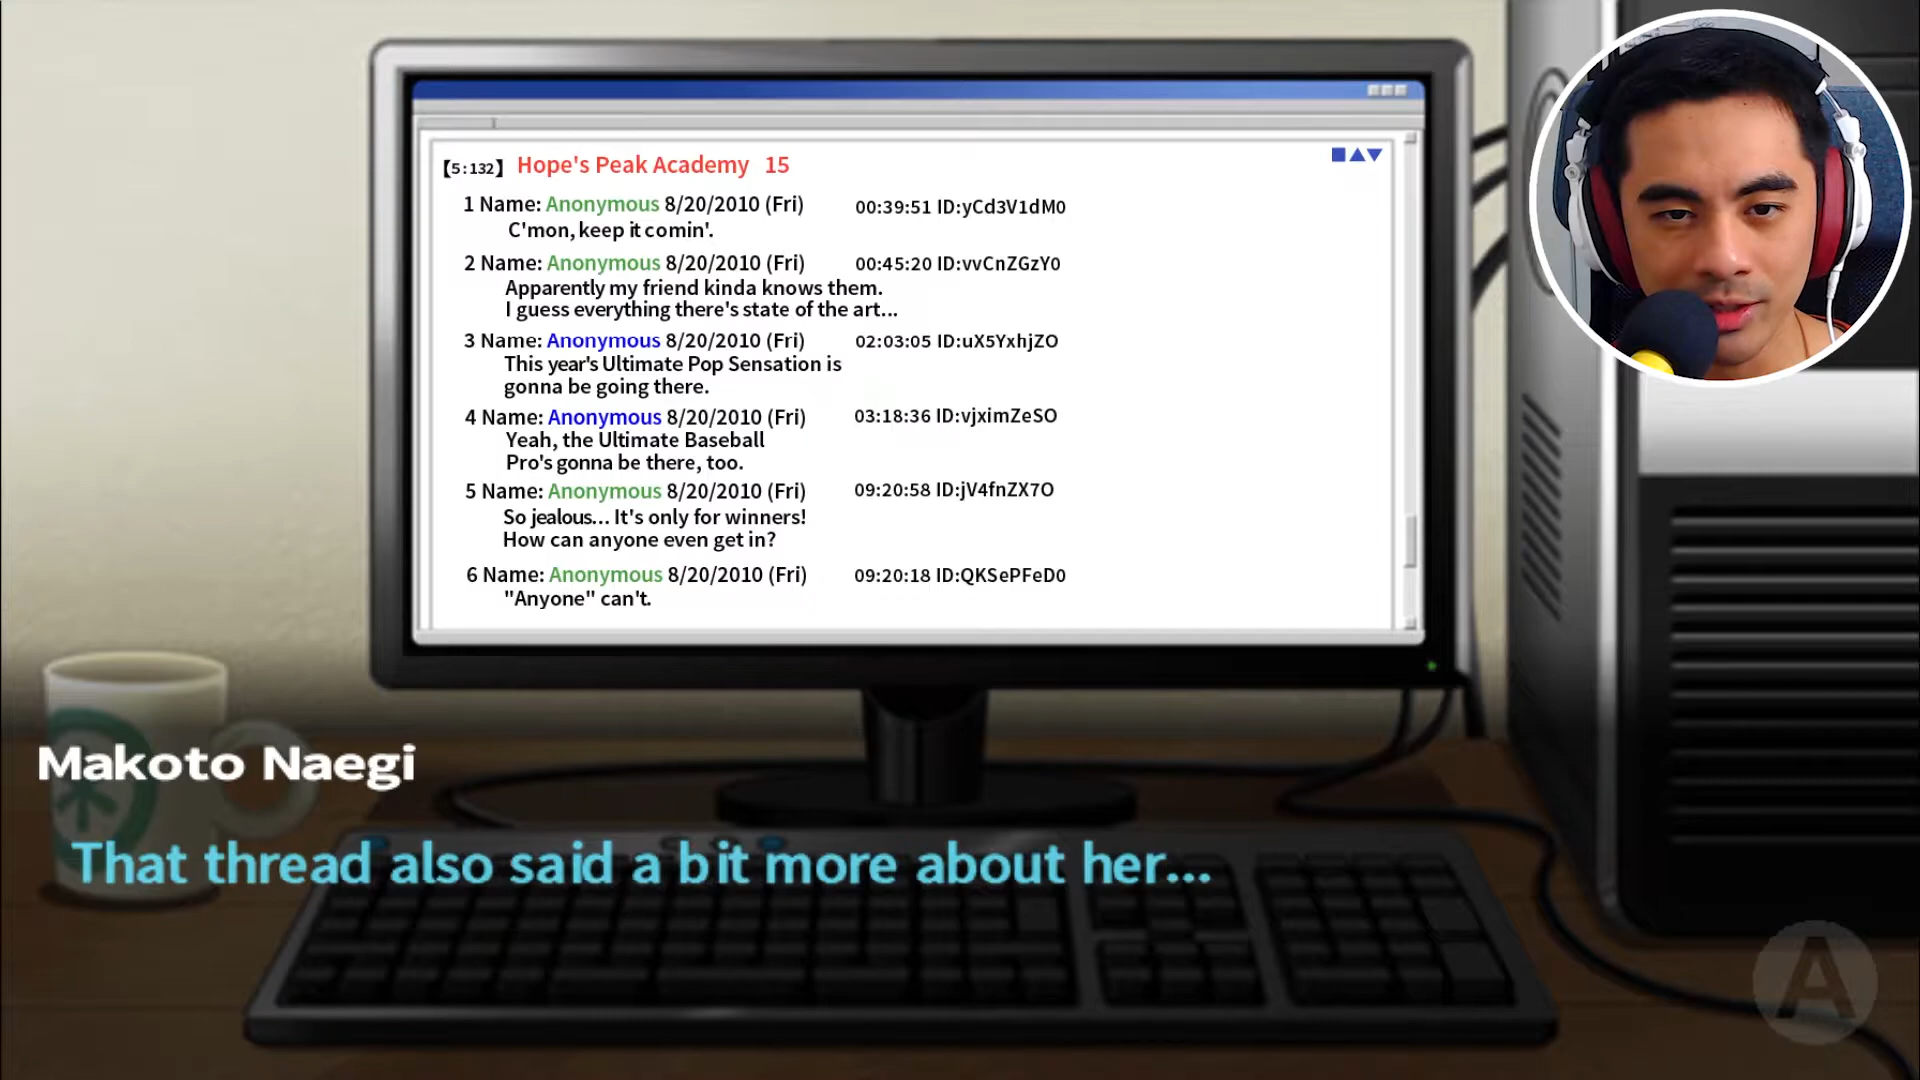 【5:132】 Hope's Peak Academy 15
1 Name: Anonymous 8/20/2010 (Fri) 00:39:51 ID:yCd3V1dM0
C'mon, keep it comin'.
2 Name: Anonymous 8/20/2010 (Fri) 00:45:20 ID:vvCnZGzY0
Apparently my friend kinda knows them.
I guess everything there's state of the art...
3 Name: Anonymous 8/20/2010 (Fri) 02:03:05 ID:uX5YxhjZO
This year's Ultimate Pop Sensation is
gonna be going there.
4 Name: Anonymous 8/20/2010 (Fri) 03:18:36 ID:vjximZeSO
Yeah, the Ultimate Baseball
Pro's gonna be there, too.
5 Name: Anonymous 8/20/2010 (Fri) 09:20:58 ID:jV4fnZX7O
So jealous... It's only for winners!
How can anyone even get in?
6 Name: Anonymous 8/20/2010 (Fri) 09:20:18 ID:QKSePFeD0
"Anyone" can't.
Makoto Naegi
That thread also said a bit more about her...
A